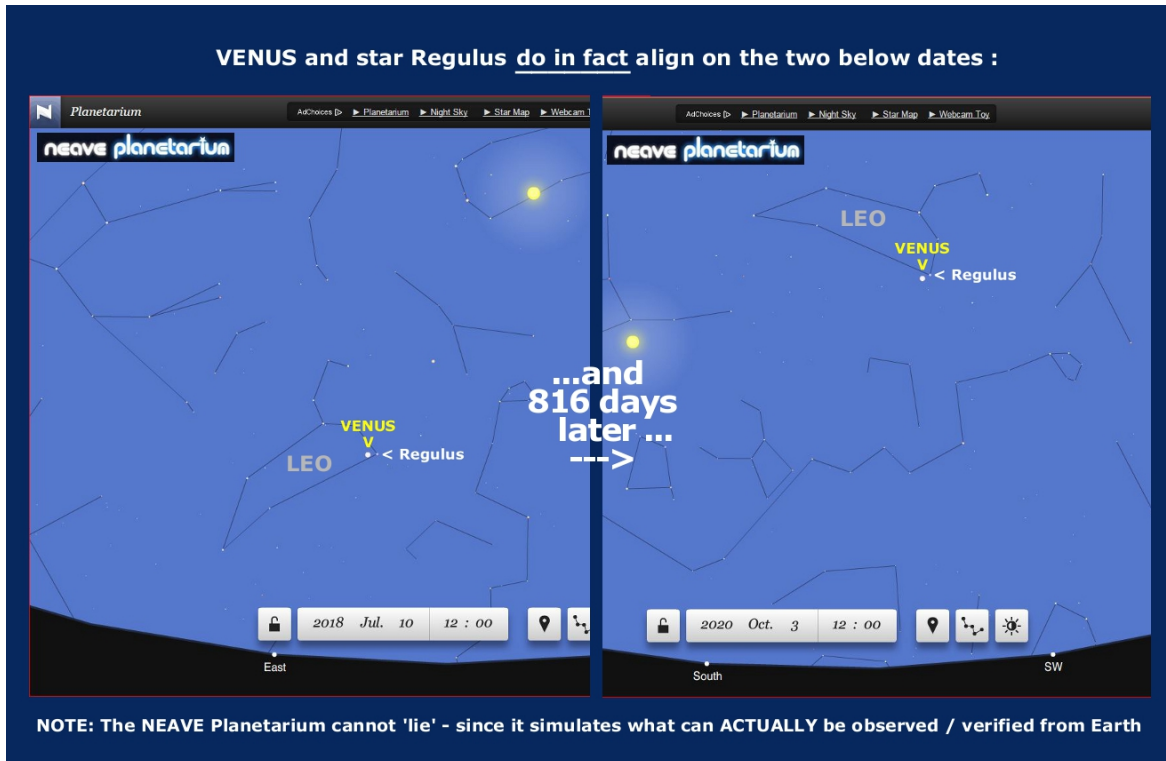 VENUS and star Regulus do in fact align on the two below dates :
Planetarium
AdChoices ▷ ► Planetarium ► Night Sky ► Star Map ► Webcam T
neave planetarium
LEO
VENUS
V
< Regulus
2018 Jul. 10 12 : 00
East
...and
816 days
later ...
--->
AdChoices ▷ ► Planetarium ► Night Sky ► Star Map ► Webcam Toy
neave planetarium
LEO
VENUS
V
< Regulus
2020 Oct. 3 12 : 00
South
SW
NOTE: The NEAVE Planetarium cannot 'lie' - since it simulates what can ACTUALLY be observed / verified from Earth